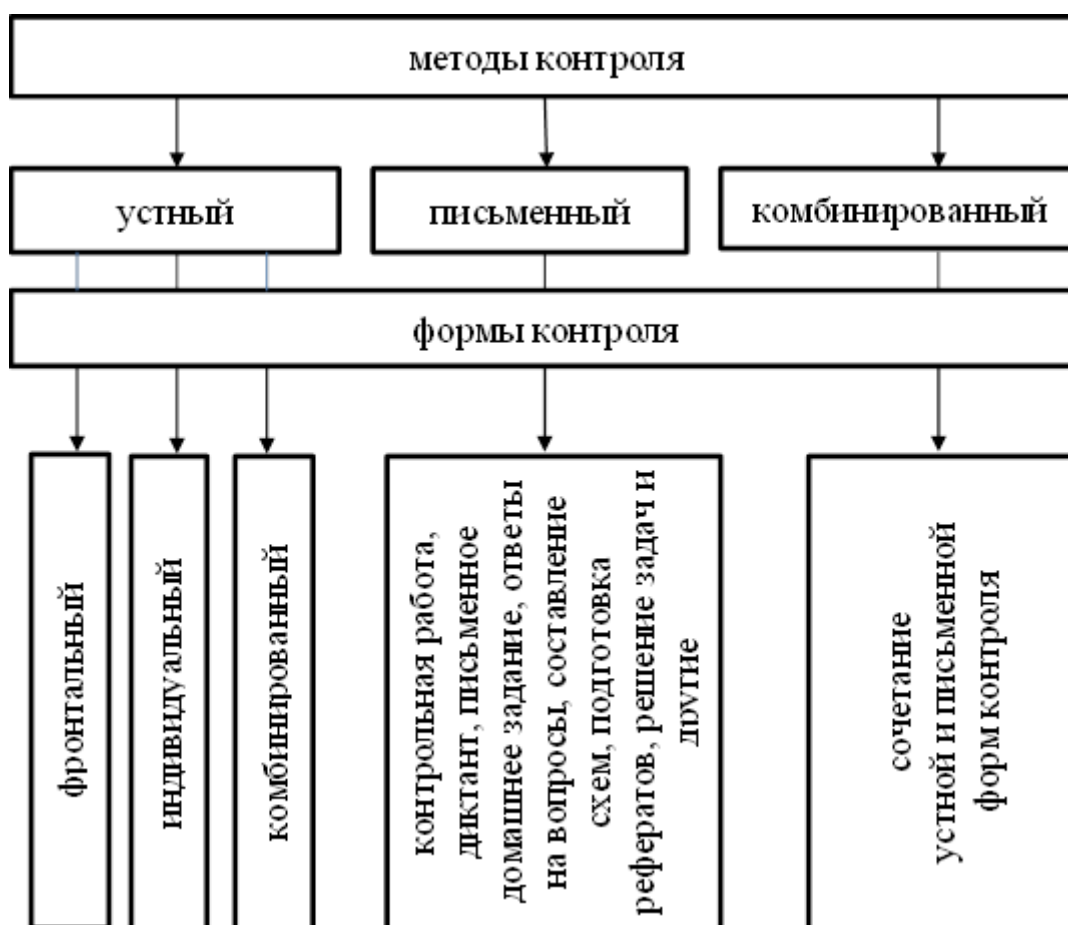 методы контроля
устный
письменный
комбинированный
формы контроля
фронтальный
индивидуальный
комбинированный
контрольная работа,
диктант, письменное
домашнее задание, ответы
на вопросы, составление
схем, подготовка
рефератов, решение задач и
другие
сочетание
устной и письменной
форм контроля